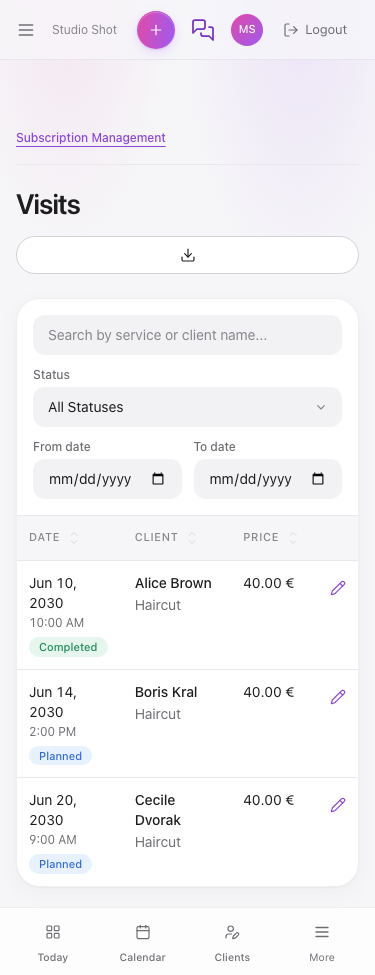 Studio Shot
MS
Logout
Subscription Management
Visits
Search by service or client name...
Status
All Statuses
From date
To date
mm/dd/yyyy
mm/dd/yyyy
DATE
CLIENT
PRICE
Jun 10,
2030
10:00 AM
Completed
Alice Brown
Haircut
40.00 €
Jun 14,
2030
2:00 PM
Planned
Boris Kral
Haircut
40.00 €
Jun 20,
2030
9:00 AM
Planned
Cecile
Dvorak
Haircut
40.00 €
Today
Calendar
Clients
More